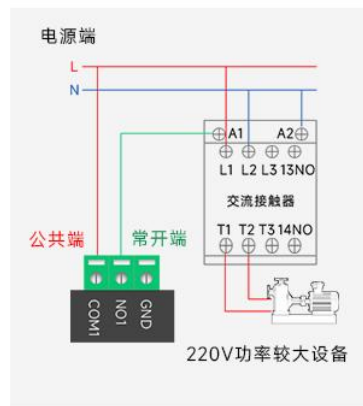 电源端
L
N
A1 A2
L1 L2 L3 13NO
交流接触器
T1 T2 T3 14NO
公共端 常开端
COM1 NO1 GND
220V功率较大设备